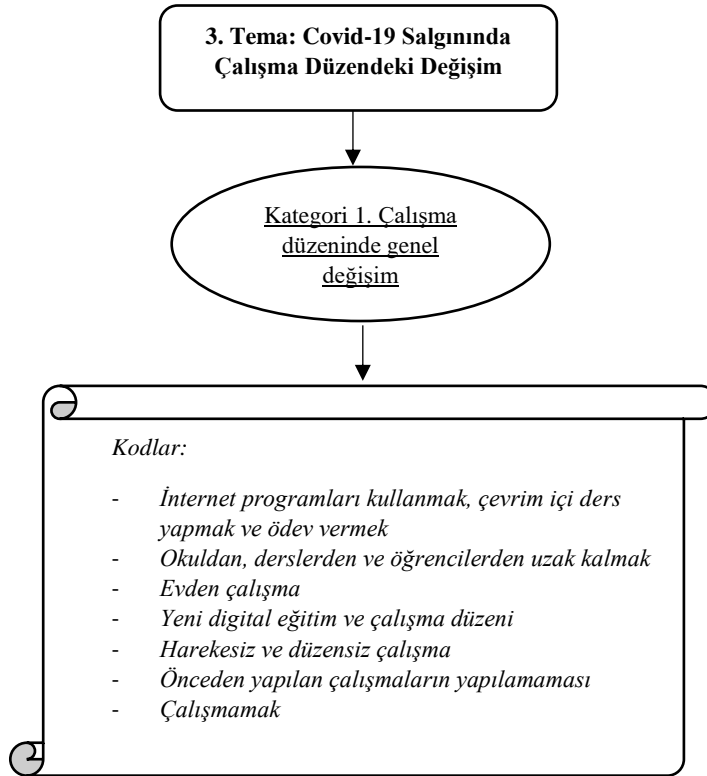 3. Tema: Covid-19 Salgınında
Çalışma Düzendeki Değişim
Kategori 1. Çalışma
düzeninde genel
değişim
Kodlar:
- İnternet programları kullanmak, çevrim içi ders
yapmak ve ödev vermek
- Okuldan, derslerden ve öğrencilerden uzak kalmak
- Evden çalışma
- Yeni digital eğitim ve çalışma düzeni
- Harekesiz ve düzensiz çalışma
- Önceden yapılan çalışmaların yapılamaması
- Çalışmamak